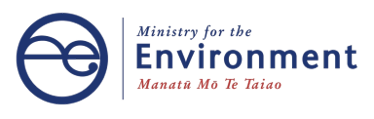 Ministry for the
Environment
Manatū Mō Te Taiao